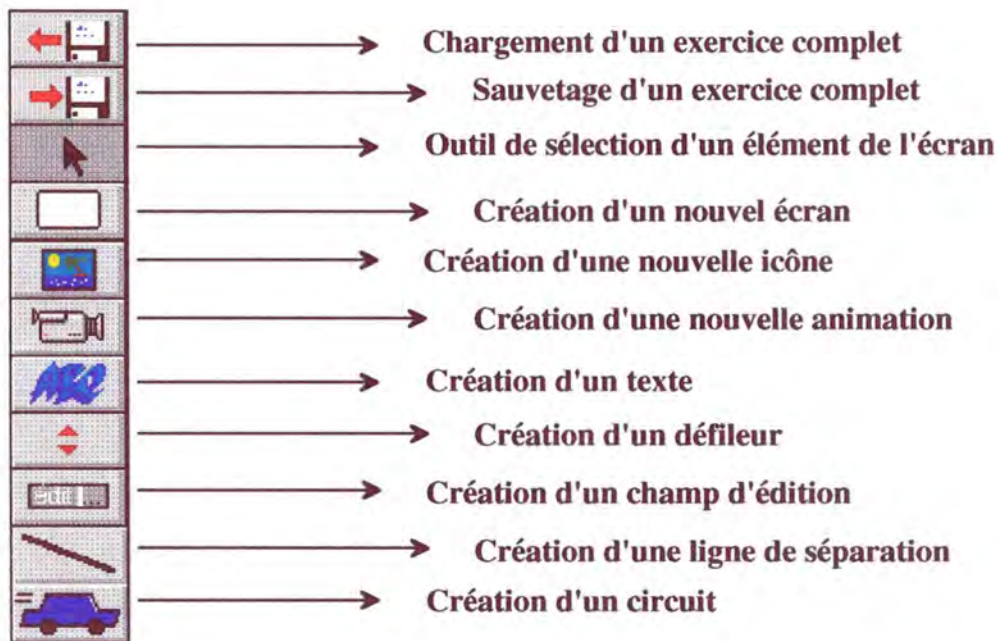 Chargement d'un exercice complet
Sauvetage d'un exercice complet
Outil de sélection d'un élément de l'écran
Création d'un nouvel écran
Création d'une nouvelle icône
Création d'une nouvelle animation
Création d'un texte
Création d'un défileur
edit
Création d'un champ d'édition
Création d'une ligne de séparation
Création d'un circuit